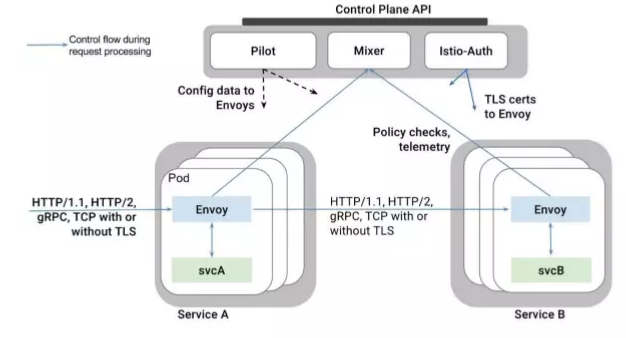 Control Plane API
Control flow during
request processing
Pilot
Mixer
Istio-Auth
Config data to
Envoys
TLS certs
to Envoy
Policy checks,
telemetry
Pod
HTTP/1.1, HTTP/2,
gRPC, TCP with or
without TLS
Envoy
HTTP/1.1, HTTP/2,
gRPC, TCP with or
without TLS
Envoy
svcA
svcB
Service A
Service B